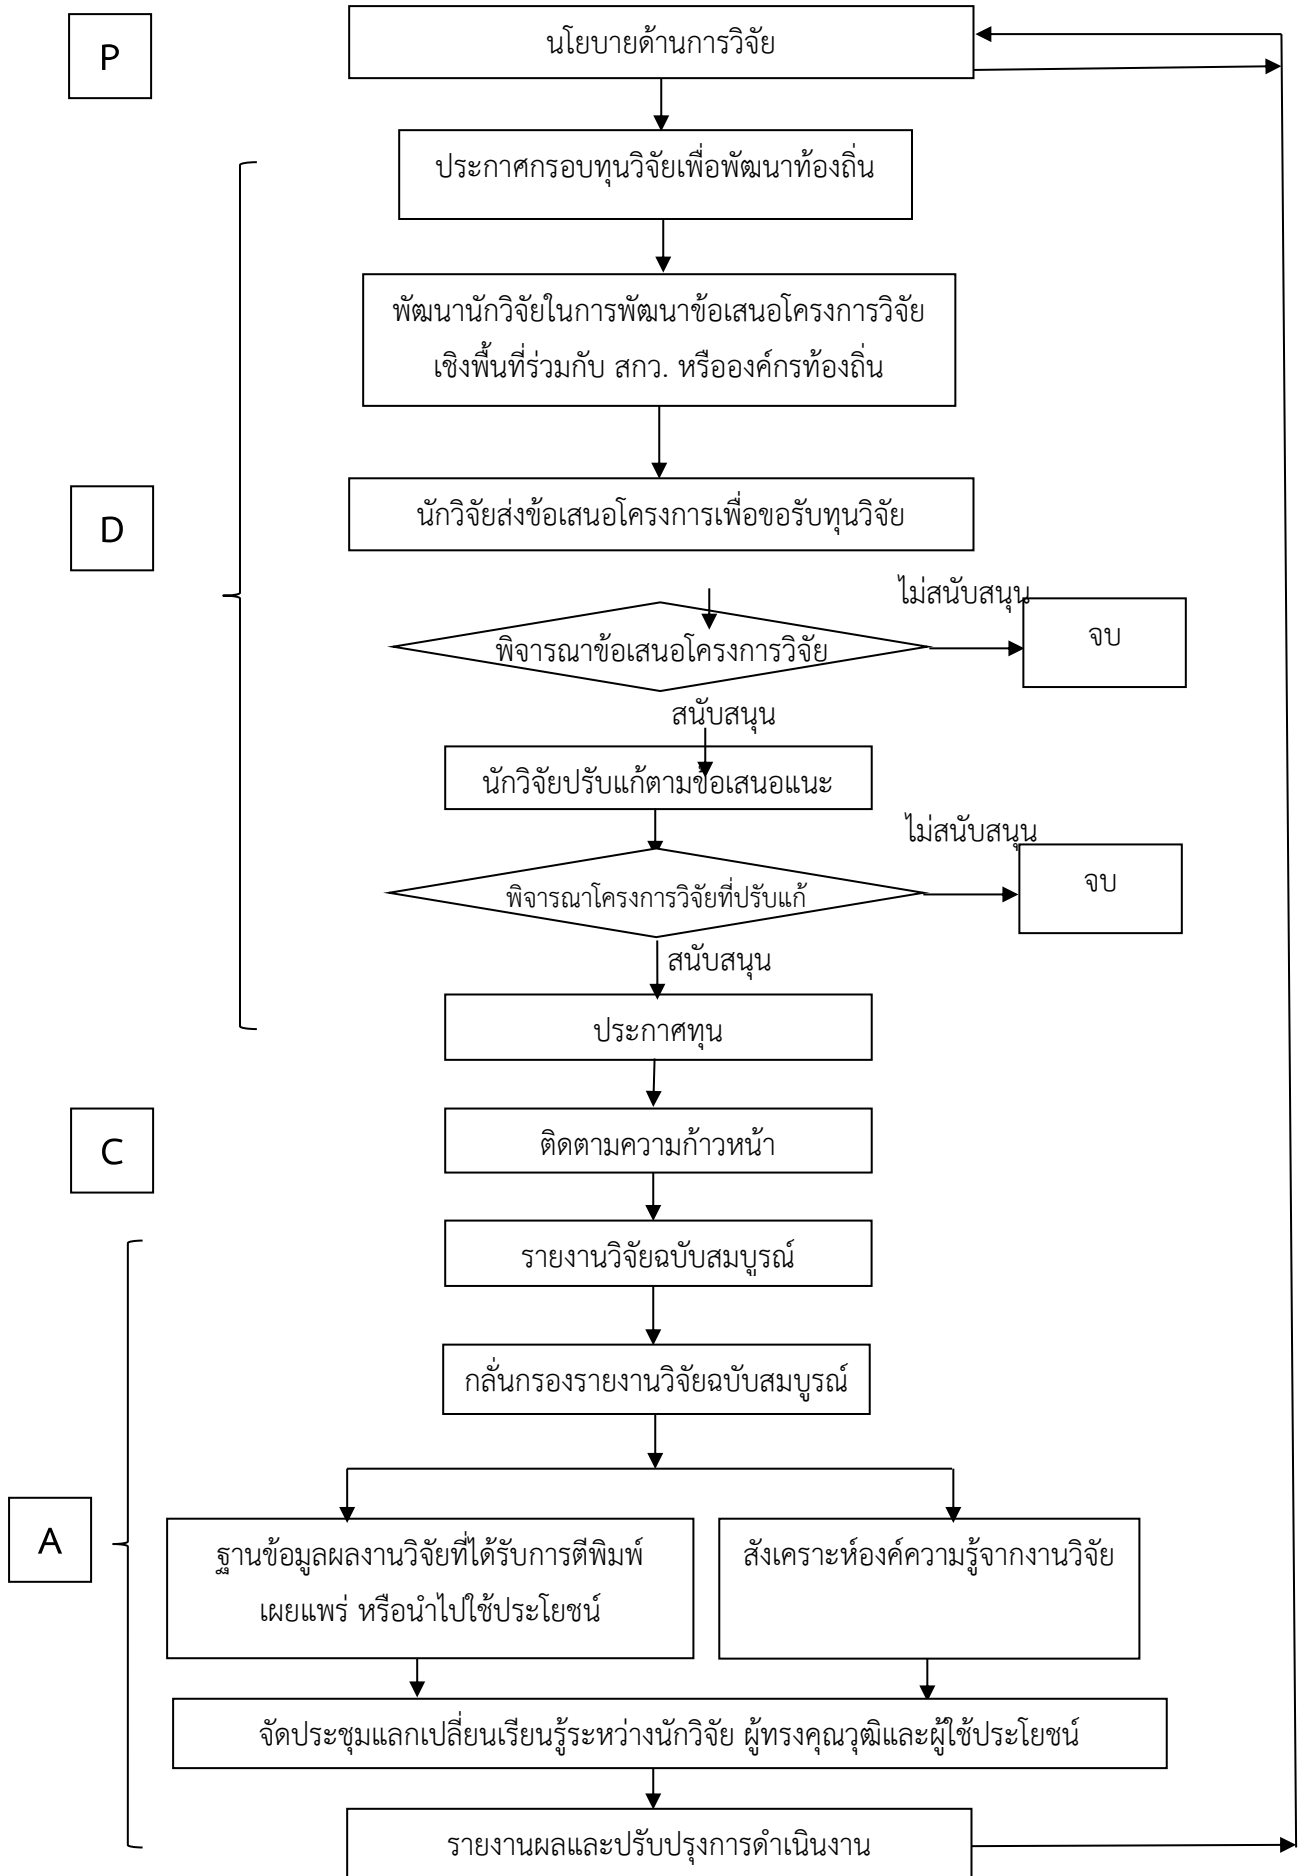 P
นโยบายด้านการวิจัย
ประกาศกรอบทุนวิจัยเพื่อพัฒนาท้องถิ่น
พัฒนานักวิจัยในการพัฒนาข้อเสนอโครงการวิจัย
เชิงพื้นที่ร่วมกับ สกว. หรือองค์กรท้องถิ่น
D
นักวิจัยส่งข้อเสนอโครงการเพื่อขอรับทุนวิจัย
ไม่สนับสนุน
พิจารณาข้อเสนอโครงการวิจัย
จบ
สนับสนุน
นักวิจัยปรับแก้ตามข้อเสนอแนะ
ไม่สนับสนุน
พิจารณาโครงการวิจัยที่ปรับแก้
จบ
สนับสนุน
ประกาศทุน
C
ติดตามความก้าวหน้า
รายงานวิจัยฉบับสมบูรณ์
กลั่นกรองรายงานวิจัยฉบับสมบูรณ์
A
ฐานข้อมูลผลงานวิจัยที่ได้รับการตีพิมพ์
เผยแพร่ หรือนำไปใช้ประโยชน์
สังเคราะห์องค์ความรู้จากงานวิจัย
จัดประชุมแลกเปลี่ยนเรียนรู้ระหว่างนักวิจัย ผู้ทรงคุณวุฒิและผู้ใช้ประโยชน์
รายงานผลและปรับปรุงการดำเนินงาน